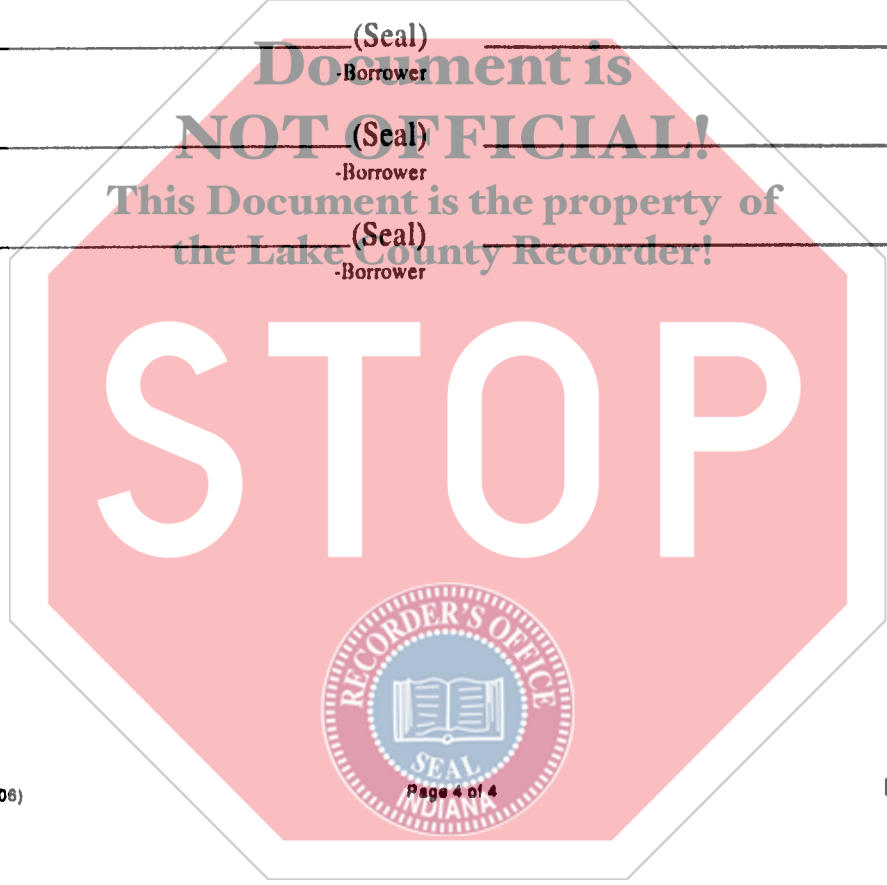 (Seal)
Document is
-Borrower
NOT OFFICIAL!
(Seal)
-Borrower
This Document is the property of
(Seal)
the Lake County Recorder!
-Borrower
STOP
RECORDER'S OFFICE
SEAL
INDIANA
06)
Page 4 of 4